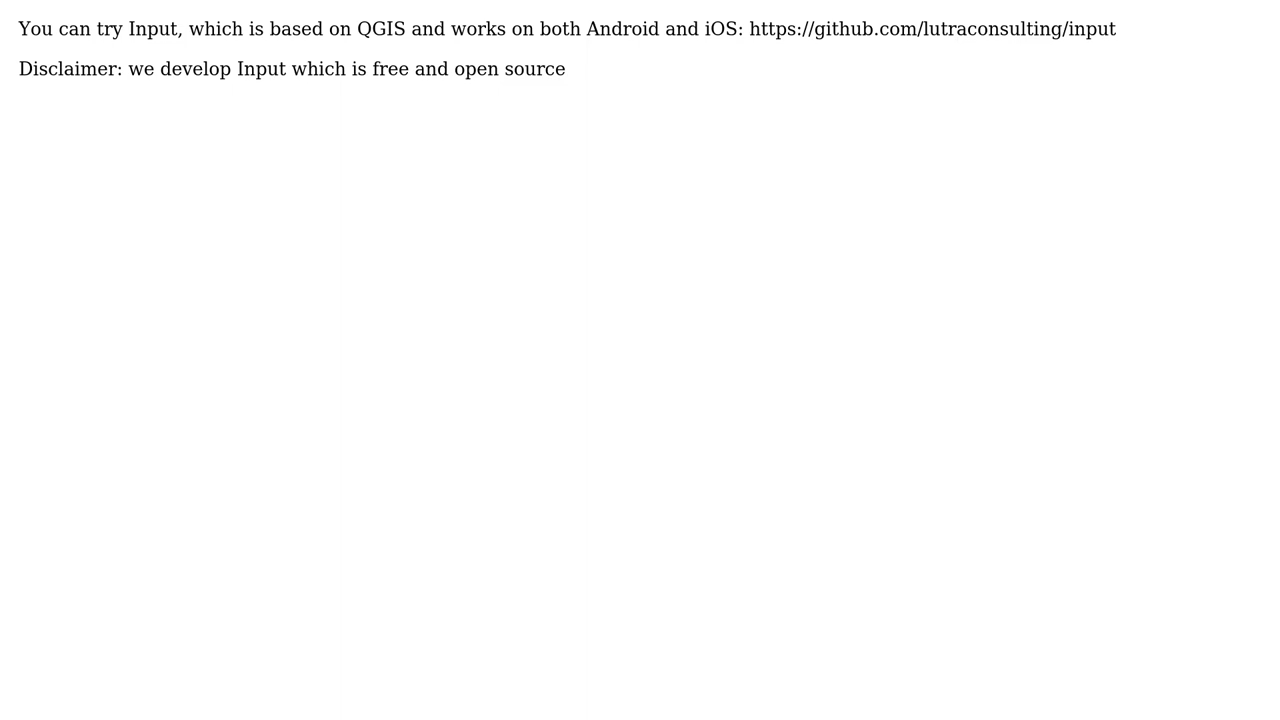 You can try Input, which is based on QGIS and works on both Android and iOS: https://github.com/lutraconsulting/input
Disclaimer: we develop Input which is free and open source